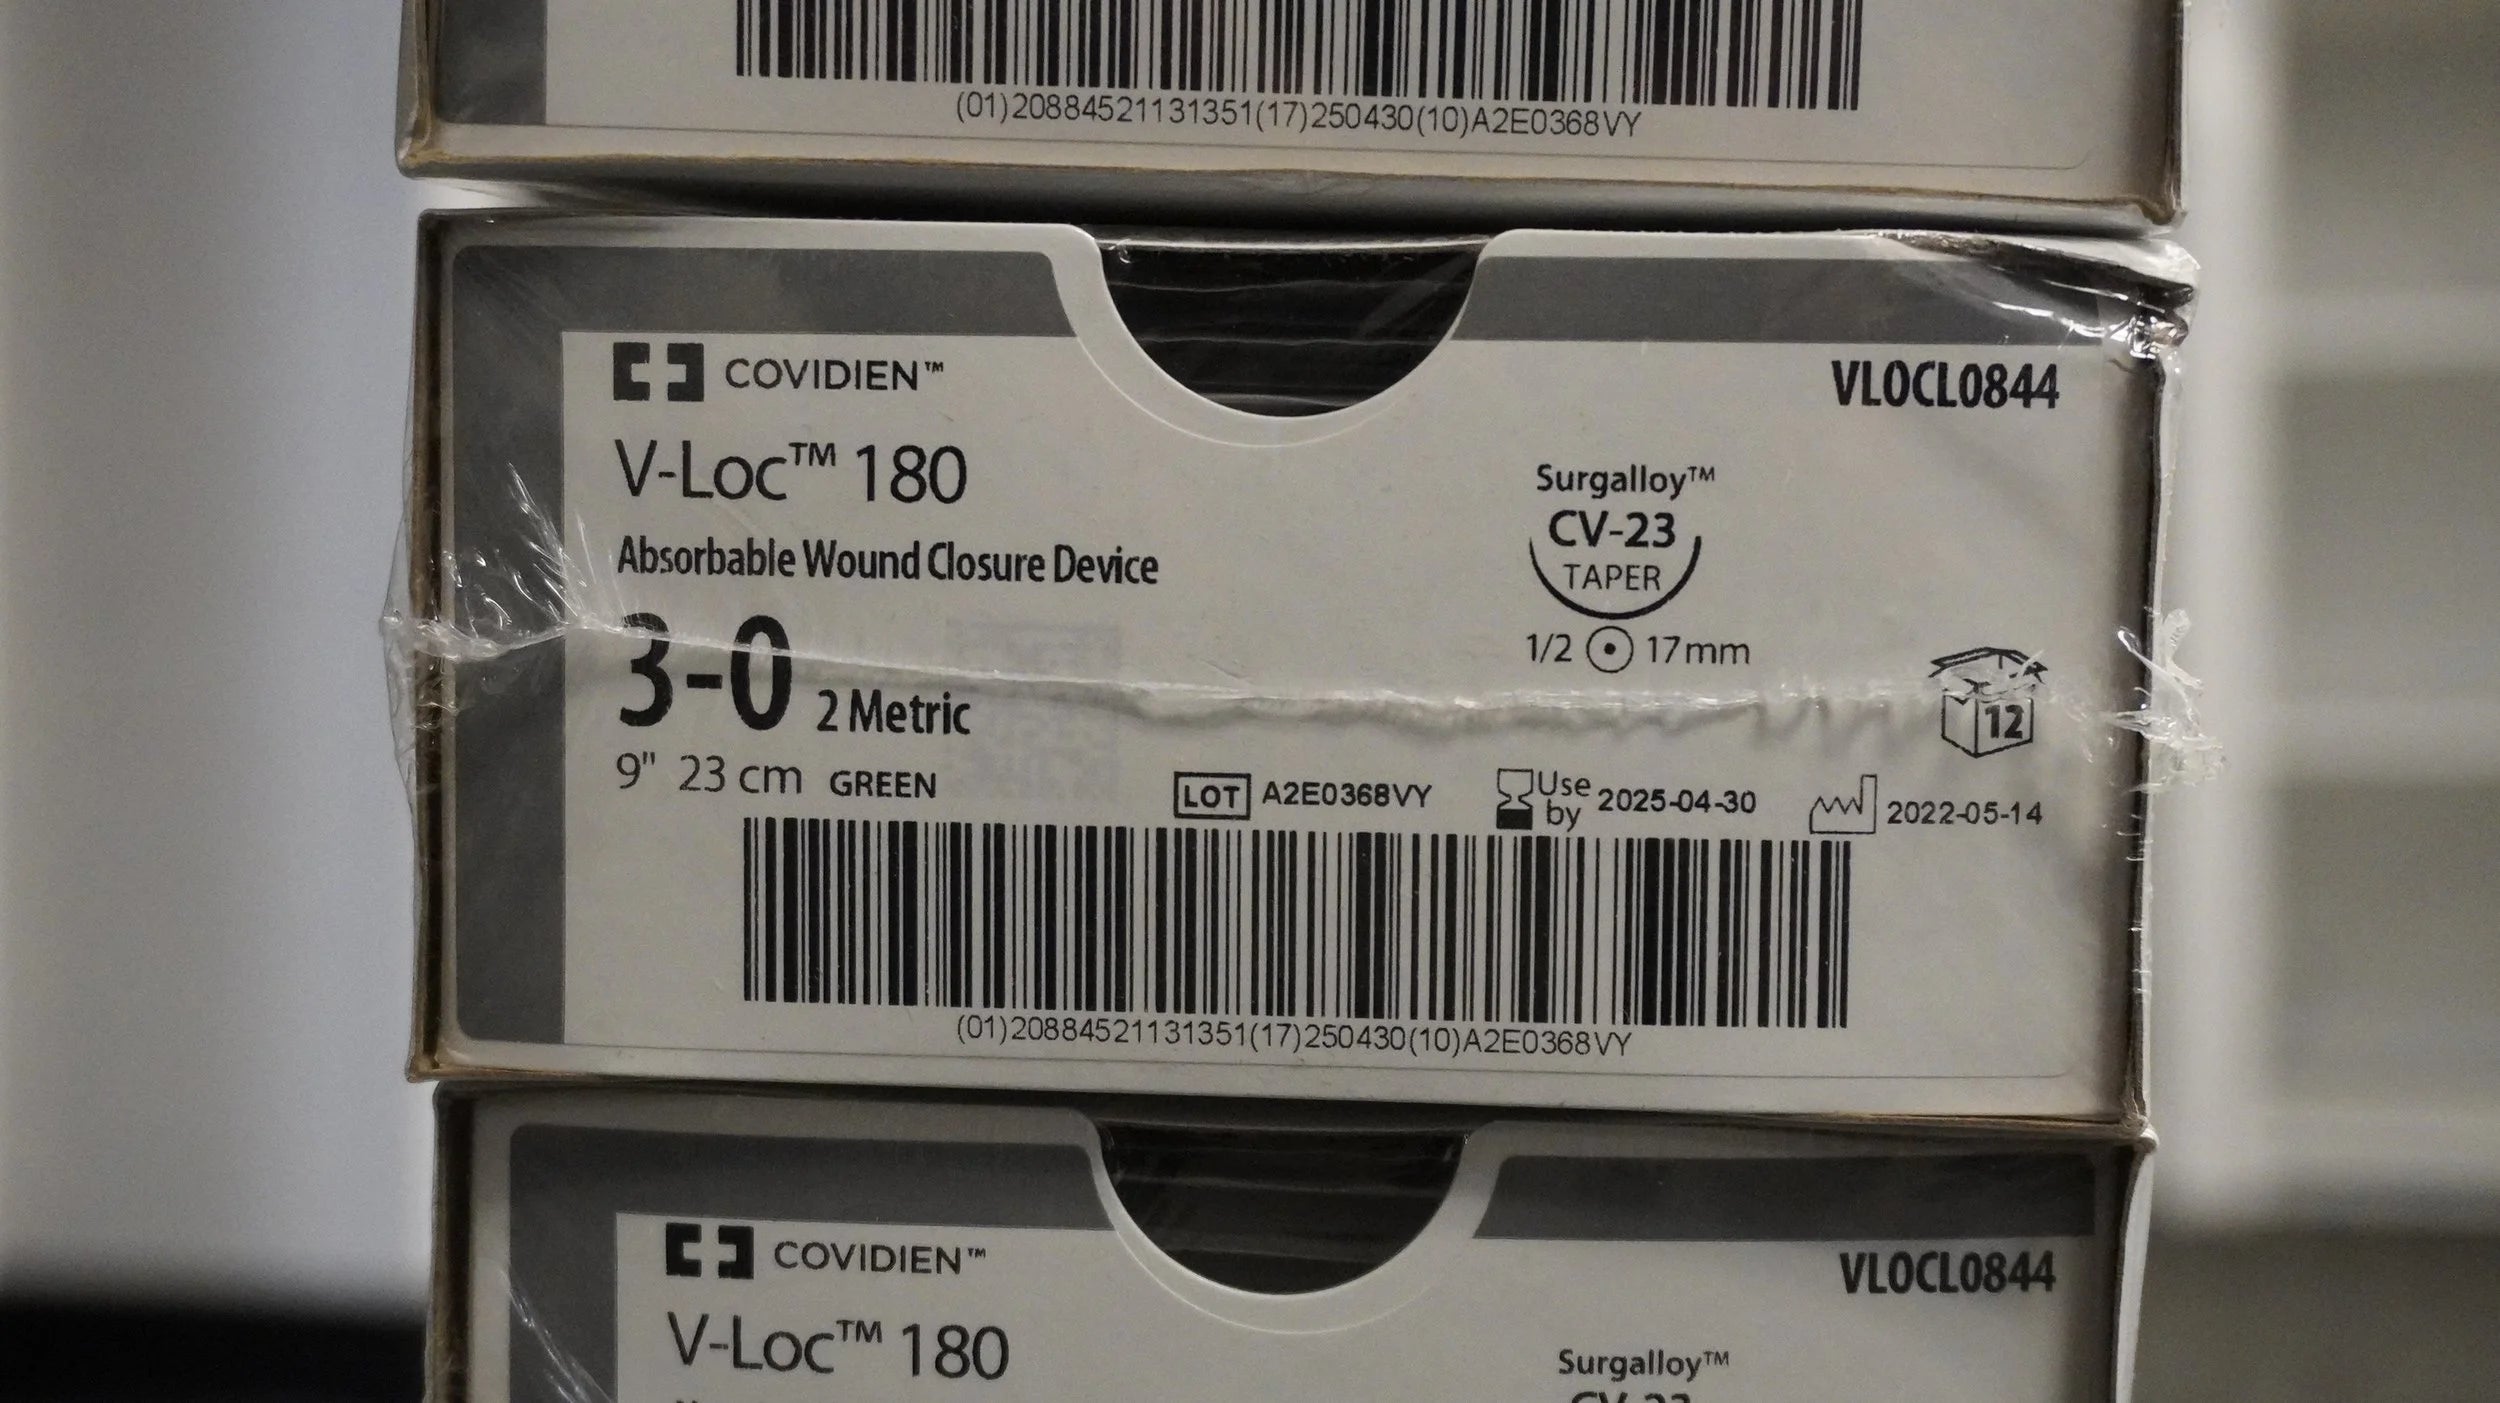 (01)20884521131351(17)250430(10)A2E0368VY
COVIDIEN™
VLOCL0844
V-Loc™ 180
Absorbable Wound Closure Device
Surgalloy™
CV-23
TAPER
1/2 17mm
3-0 2 Metric
12
9" 23 cm GREEN
LOT A2E0368VY
Use by 2025-04-30
2022-05-14
(01)20884521131351(17)250430(10)A2E0368VY
COVIDIEN™
VLOCL0844
V-Loc™ 180
Surgalloy™
CV-23